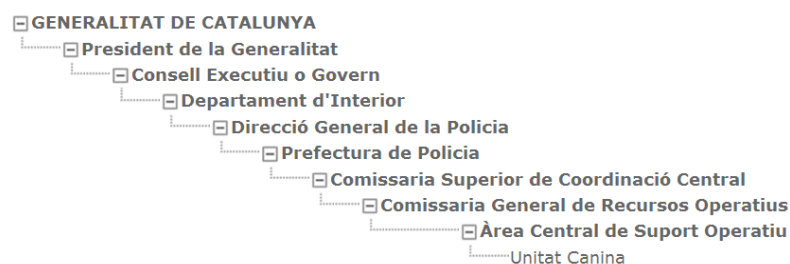 GENERALITAT DE CATALUNYA
President de la Generalitat
Consell Executiu o Govern
Departament d'Interior
Direcció General de la Policia
Prefectura de Policia
Comissaria Superior de Coordinació Central
Comissaria General de Recursos Operatius
Àrea Central de Suport Operatiu
Unitat Canina